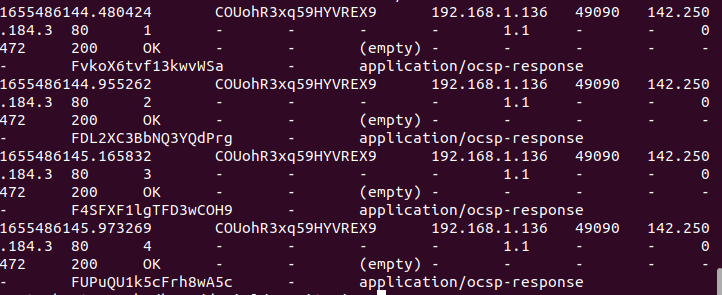 1655486144.480424 COUohR3xq59HYVREX9 192.168.1.136 49090 142.250
.184.3 80 1 - - - - - 1.1 - - 0
472 200 OK - - (empty) - - - - -
- FvkoX6tvf13kwvWSa - application/ocsp-response
1655486144.955262 COUohR3xq59HYVREX9 192.168.1.136 49090 142.250
.184.3 80 2 - - - - - 1.1 - - 0
472 200 OK - - (empty) - - - - -
- FDL2XC3BbNQ3YQdPrg - application/ocsp-response
1655486145.165832 COUohR3xq59HYVREX9 192.168.1.136 49090 142.250
.184.3 80 3 - - - - - 1.1 - - 0
472 200 OK - - (empty) - - - - -
- F4SFXF1lgTFD3wCOH9 - application/ocsp-response
1655486145.973269 COUohR3xq59HYVREX9 192.168.1.136 49090 142.250
.184.3 80 4 - - - - - 1.1 - - 0
472 200 OK - - (empty) - - - - -
- FUPuQU1k5cFrh8wA5c - application/ocsp-response